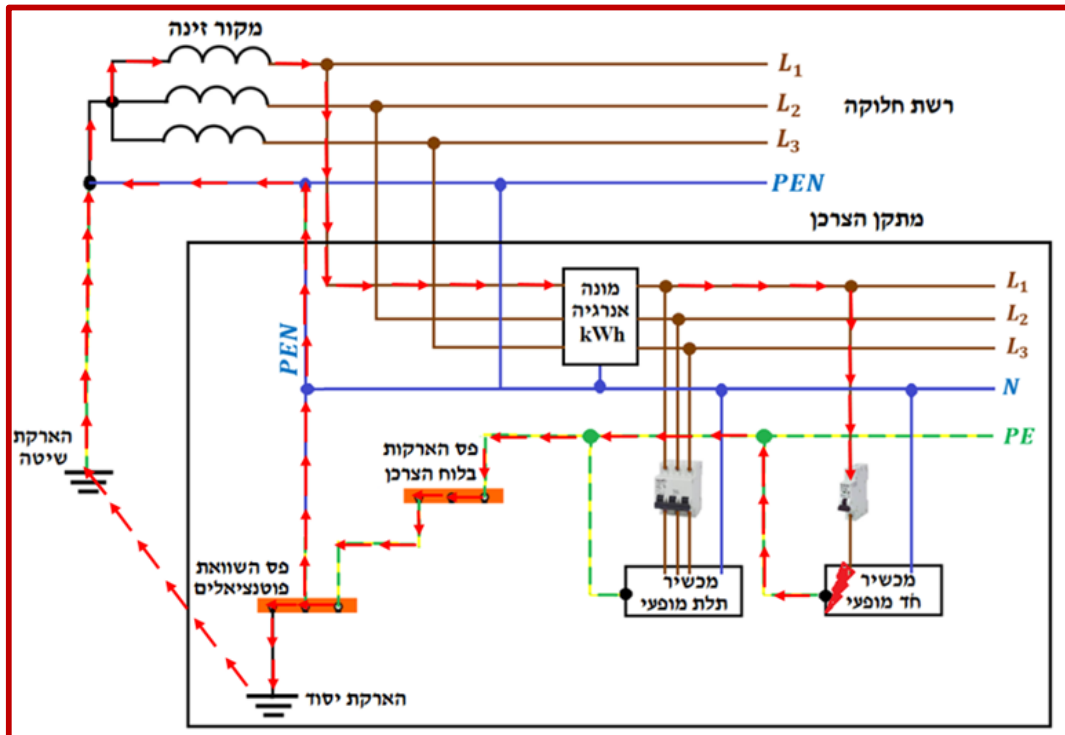 מקור זינה
L₁
L₂
רשת חלוקה
L₃
PEN
מתקן הצרכן
מונה
אנרגיה
kWh
L₁
L₂
L₃
PEN
N
PE
הארקת
שיטה
פס הארקות
בלוח הצרכן
פס השוואת
פוטנציאלים
מכשיר
תלת מופעי
מכשיר
חד מופעי
הארקת יסוד